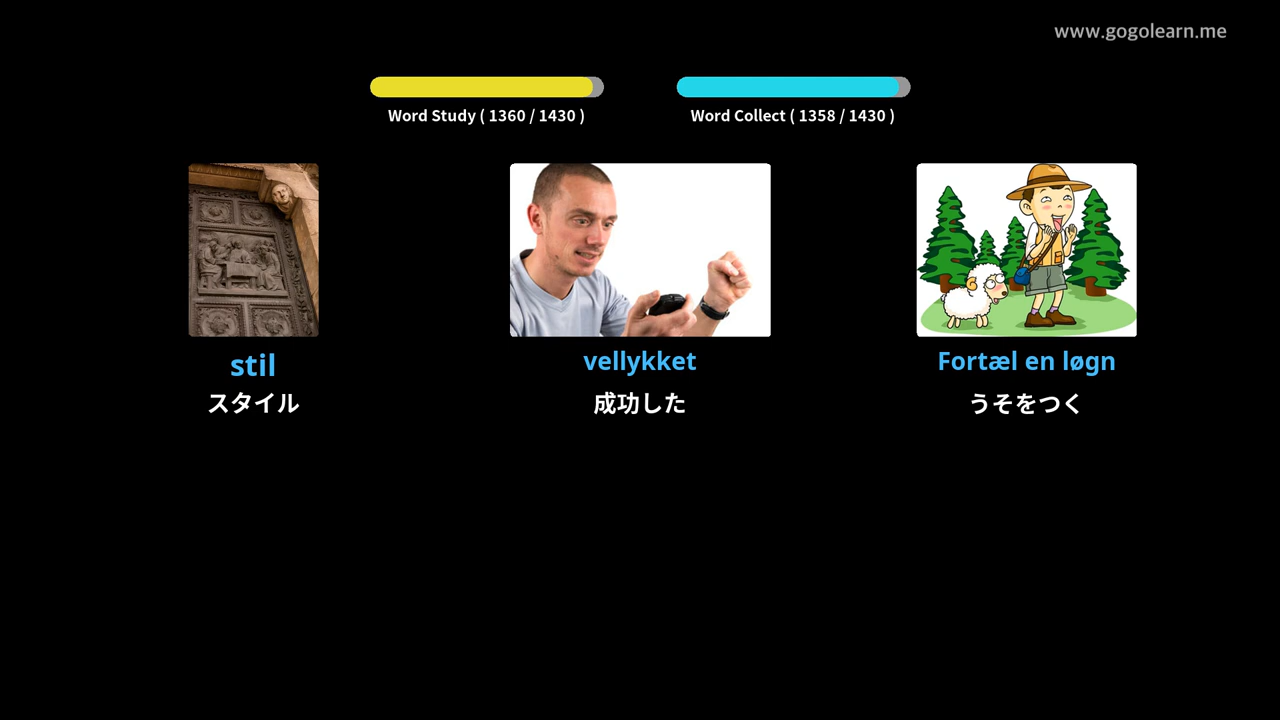 www.gogolearn.me
Word Study ( 1360 / 1430 )
Word Collect ( 1358 / 1430 )
stil
vellykket
Fortæl en løgn
スタイル
成功した
うそをつく